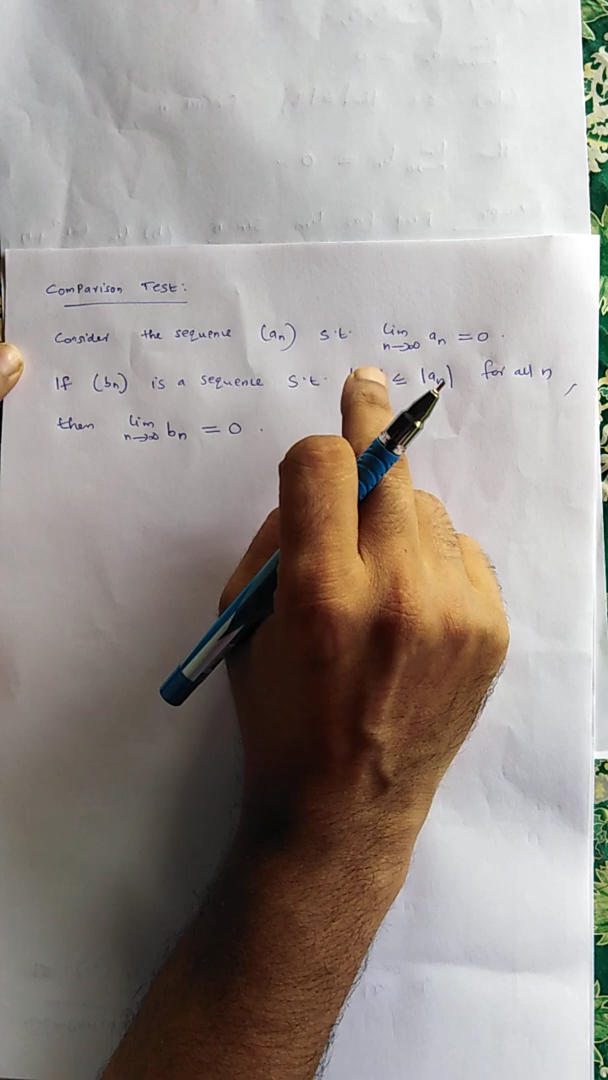 Comparison Test:
Consider the sequence (aₙ) s.t. lim n→∞ aₙ = 0.
If (bₙ) is a sequence s.t. ≤ |aₙ| for all n,
then lim n→∞ bₙ = 0.